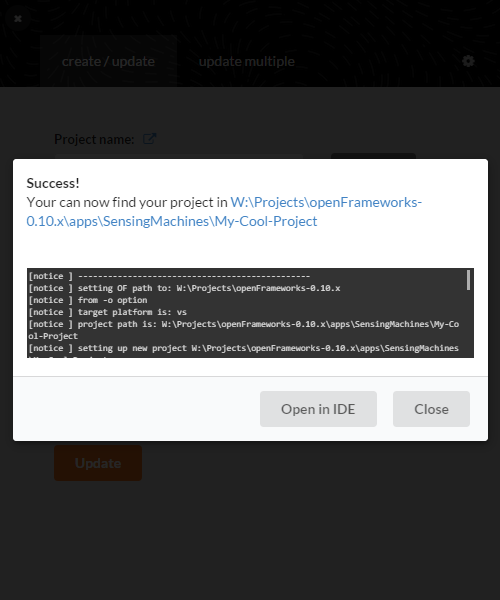 create / update
update multiple
Project name:
Success!
Your can now find your project in W:\Projects\openFrameworks-
0.10.x\apps\SensingMachines\My-Cool-Project
[notice ] -----------------------------------------------
[notice ] setting OF path to: W:\Projects\openFrameworks-0.10.x
[notice ] from -o option
[notice ] target platform is: vs
[notice ] project path is: W:\Projects\openFrameworks-0.10.x\apps\SensingMachines\My-Co
ol-Project
[notice ] setting up new project W:\Projects\openFrameworks-0.10.x\apps\SensingMachines
Open in IDE
Close
Update